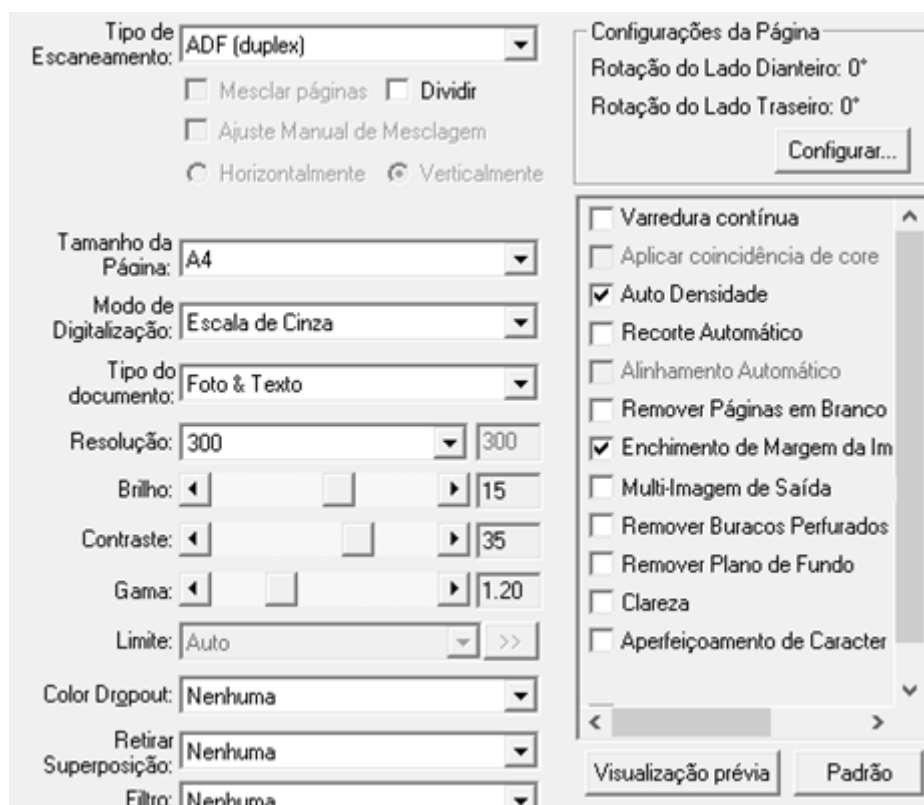 Tipo de
Escaneamento:
ADF (duplex)
Mesclar páginas
Dividir
Ajuste Manual de Mesclagem
Horizontalmente
Verticalmente
Tamanho da
Página:
A4
Modo de
Digitalização:
Escala de Cinza
Tipo do
documento:
Foto & Texto
Resolução:
300
300
Brilho:
15
Contraste:
35
Gama:
1.20
Limite:
Auto
>>
Color Dropout:
Nenhuma
Retirar
Superposição:
Nenhuma
Filtro:
Nenhuma
Configurações da Página
Rotação do Lado Dianteiro: 0°
Rotação do Lado Traseiro: 0°
Configurar...
Varredura contínua
Aplicar coincidência de core
Auto Densidade
Recorte Automático
Alinhamento Automático
Remover Páginas em Branco
Enchimento de Margem da Im
Multi-Imagem de Saída
Remover Buracos Perfurados
Remover Plano de Fundo
Clareza
Aperfeiçoamento de Caracter
Visualização prévia
Padrão